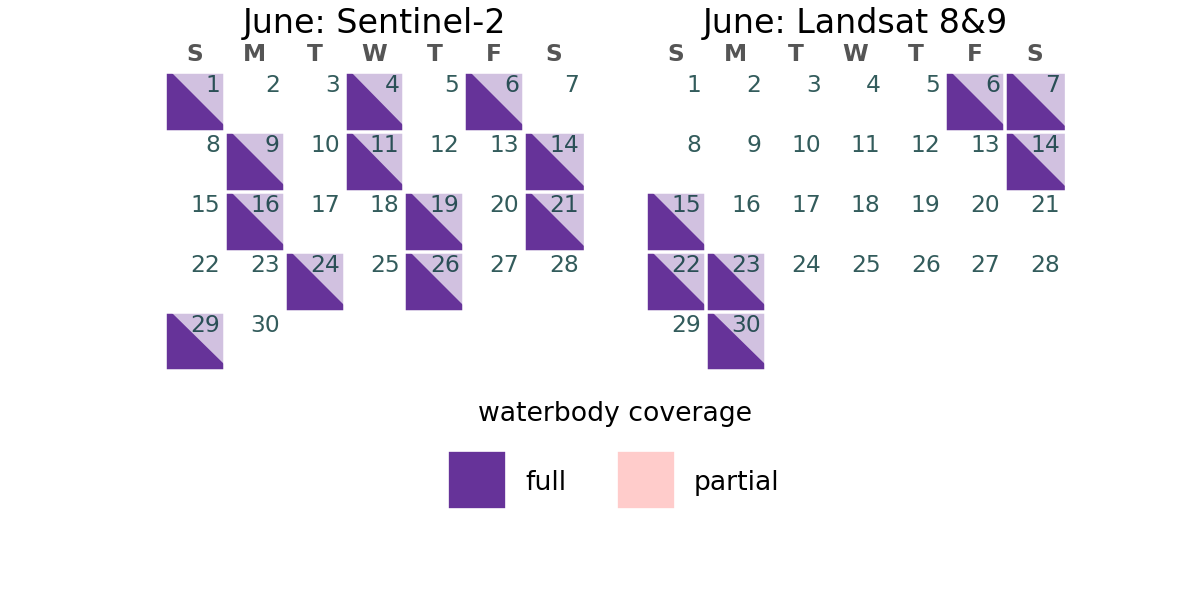 June: Sentinel-2
S M T W T F S
1 2 3 4 5 6 7
8 9 10 11 12 13 14
15 16 17 18 19 20 21
22 23 24 25 26 27 28
29 30
June: Landsat 8&9
S M T W T F S
1 2 3 4 5 6 7
8 9 10 11 12 13 14
15 16 17 18 19 20 21
22 23 24 25 26 27 28
29 30
waterbody coverage
full partial